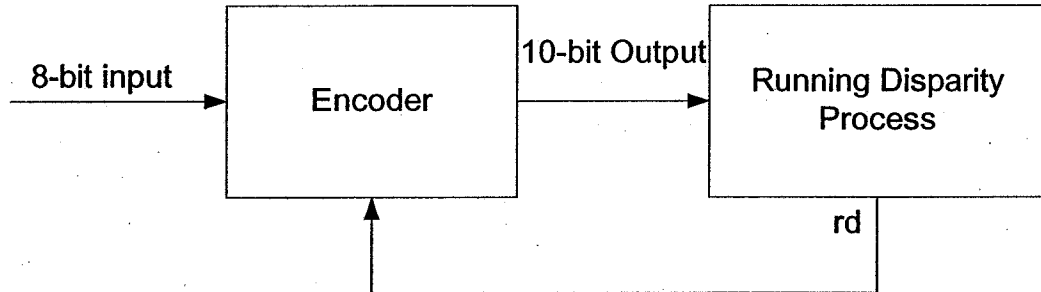 8-bit input
Encoder
10-bit Output
Running Disparity
Process
rd